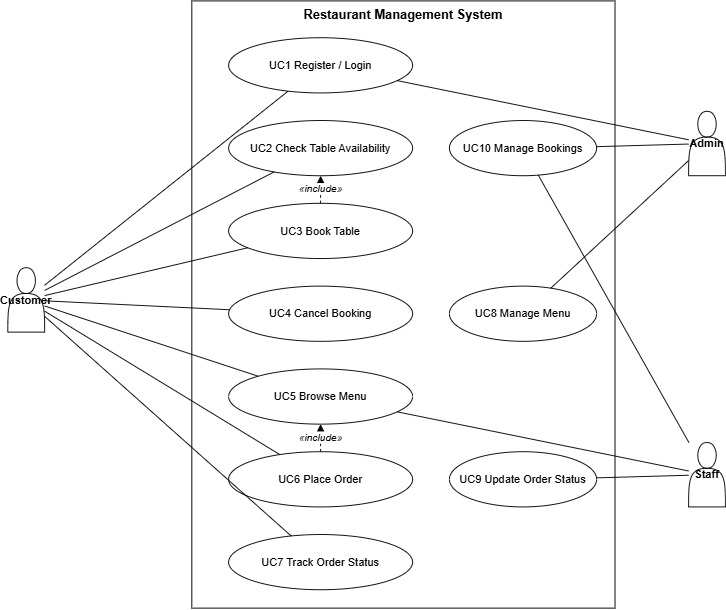 Restaurant Management System
UC1 Register / Login
Admin
UC2 Check Table Availability
UC10 Manage Bookings
«include»
UC3 Book Table
Customer
UC4 Cancel Booking
UC8 Manage Menu
UC5 Browse Menu
«include»
UC6 Place Order
UC9 Update Order Status
Staff
UC7 Track Order Status